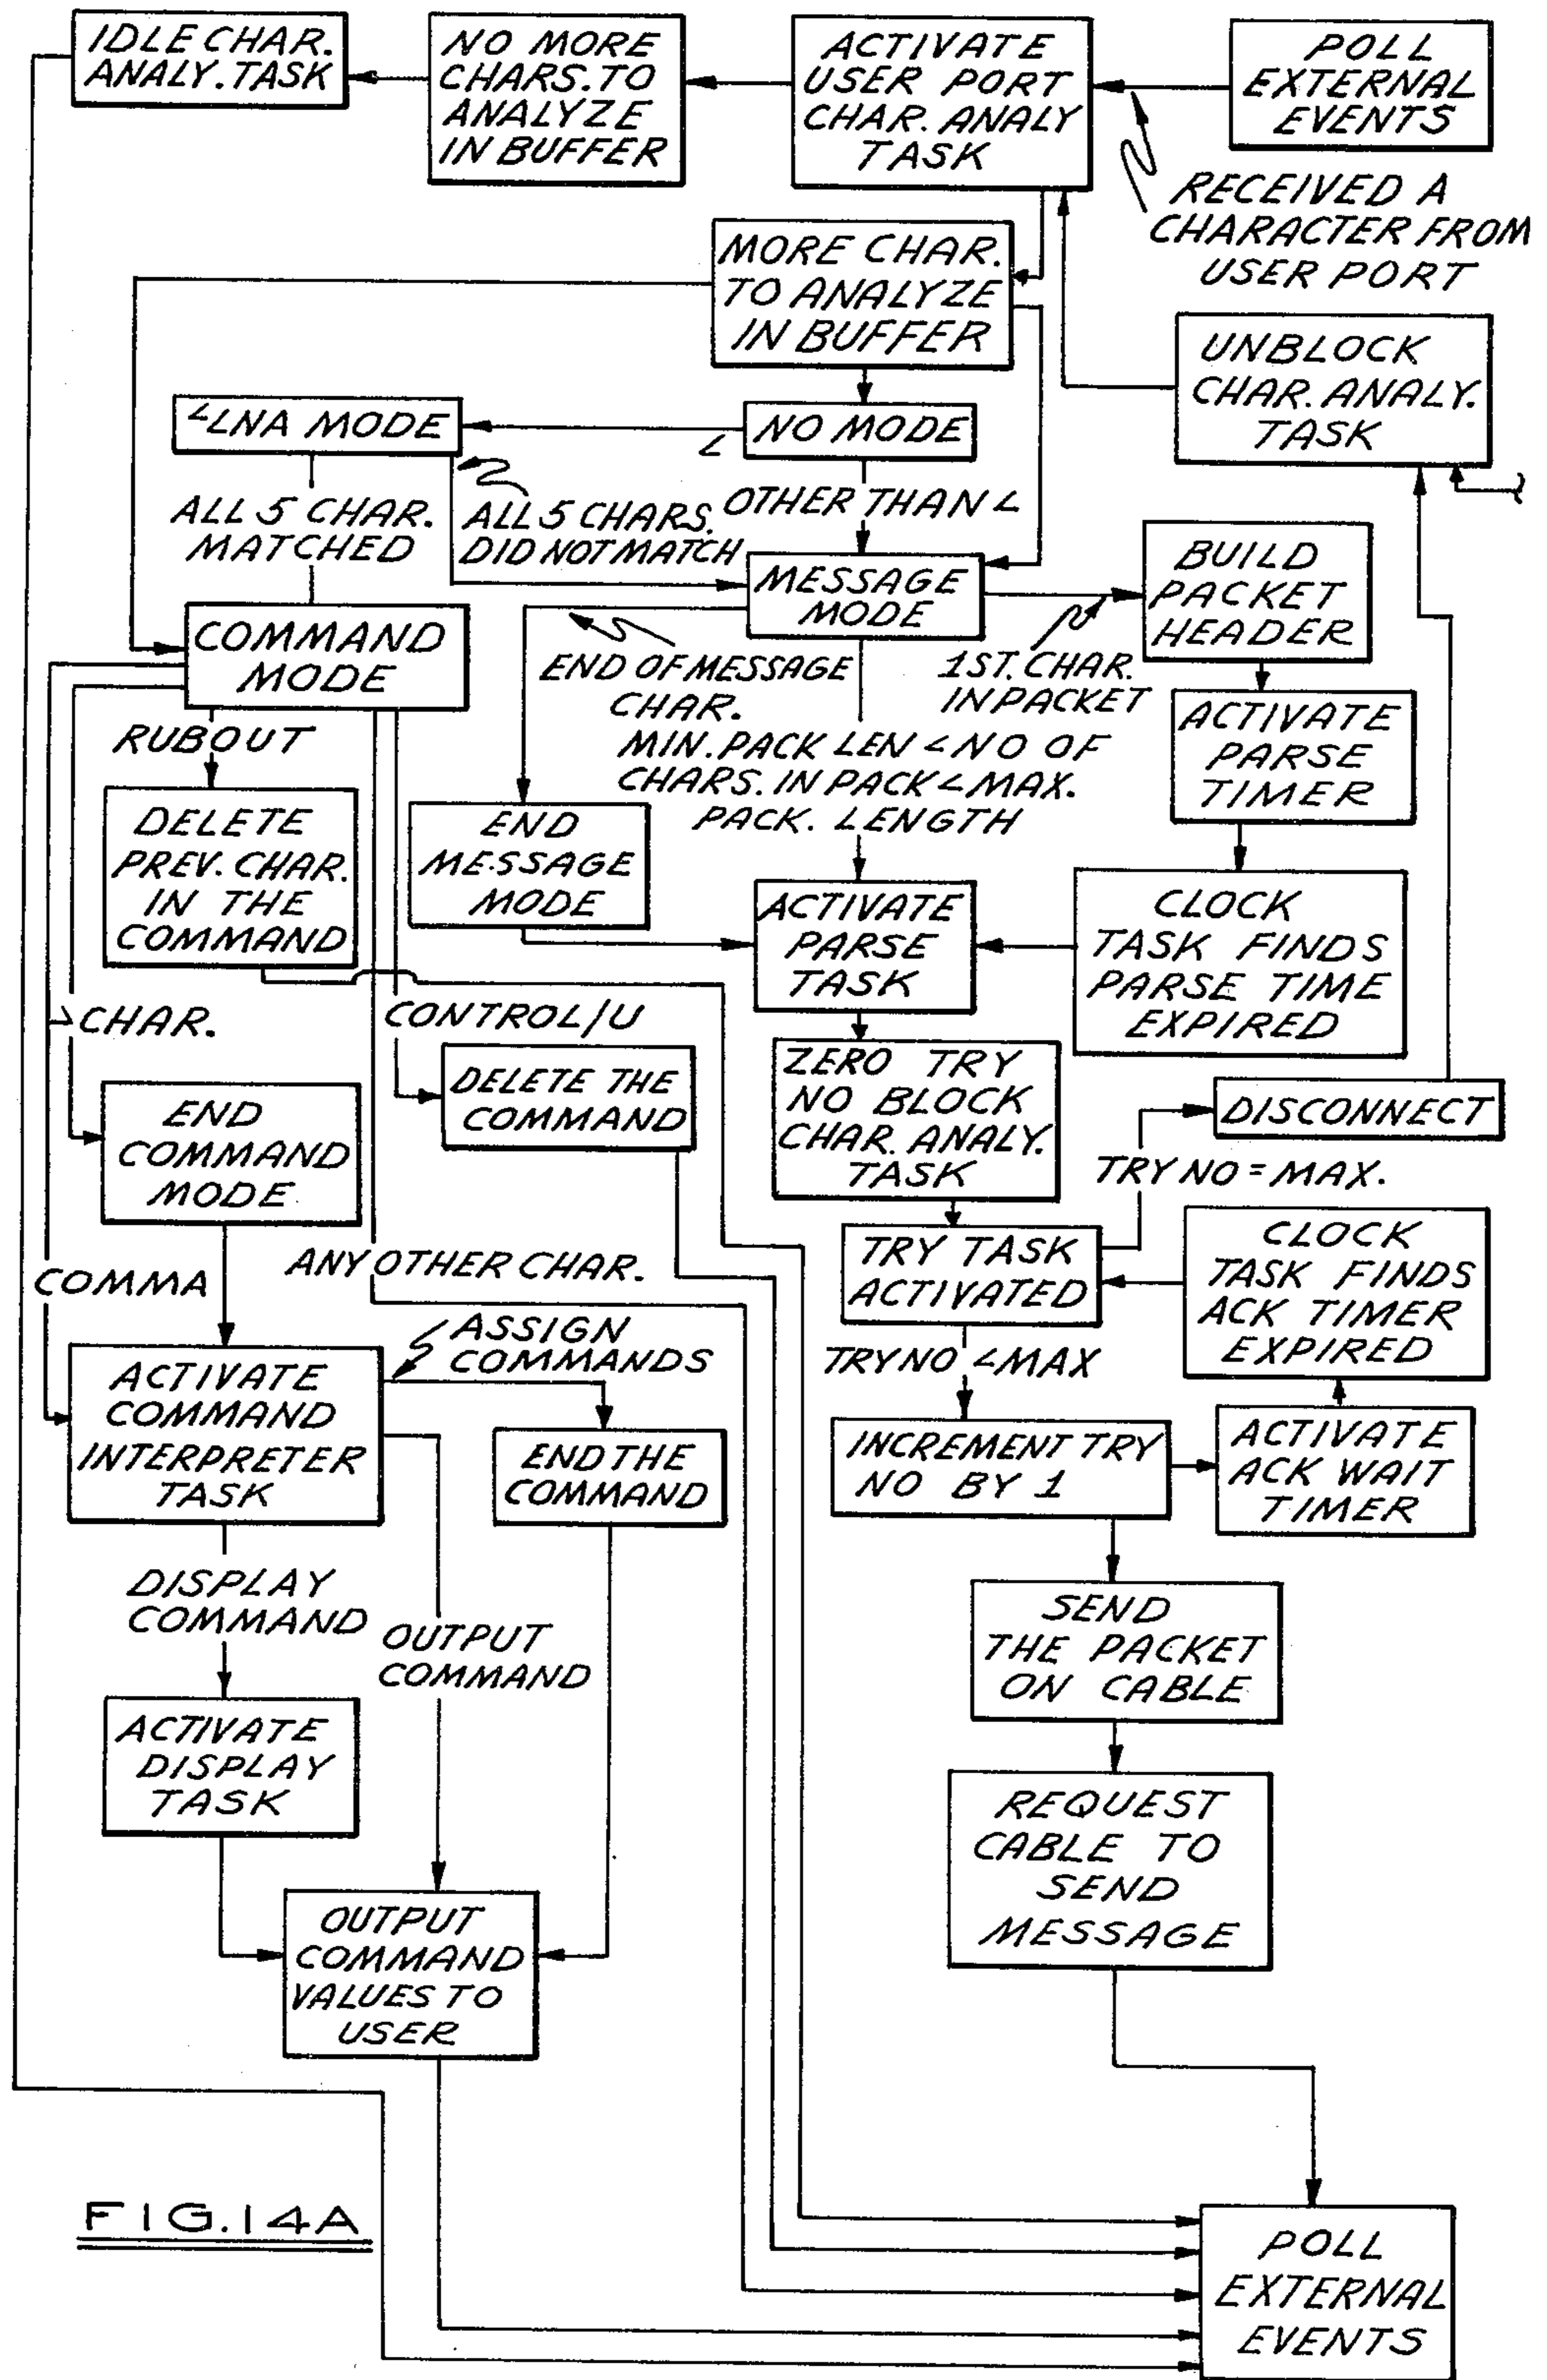 IDLE CHAR.
ANALY. TASK
NO MORE
CHARS. TO
ANALYZE
IN BUFFER
ACTIVATE
USER PORT
CHAR. ANALY
TASK
POLL
EXTERNAL
EVENTS
RECEIVED A
CHARACTER FROM
USER PORT
MORE CHAR.
TO ANALYZE
IN BUFFER
UNBLOCK
CHAR. ANALY.
TASK
<LNA MODE
<
NO MODE
ALL 5 CHAR.
MATCHED
ALL 5 CHARS.
DID NOT MATCH
OTHER THAN <
MESSAGE
MODE
BUILD
PACKET
HEADER
COMMAND
MODE
END OF MESSAGE
CHAR.
1ST. CHAR.
IN PACKET
MIN. PACK LEN < NO OF
CHARS. IN PACK < MAX.
PACK. LENGTH
ACTIVATE
PARSE
TIMER
RUBOUT
DELETE
PREV. CHAR.
IN THE
COMMAND
END
MESSAGE
MODE
ACTIVATE
PARSE
TASK
CLOCK
TASK FINDS
PARSE TIME
EXPIRED
> CHAR.
CONTROL/U
DELETE THE
COMMAND
ZERO TRY
NO BLOCK
CHAR. ANALY.
TASK
DISCONNECT
TRY NO = MAX.
END
COMMAND
MODE
COMMA
ANY OTHER CHAR.
TRY TASK
ACTIVATED
CLOCK
TASK FINDS
ACK TIMER
EXPIRED
ASSIGN
COMMANDS
TRY NO < MAX
ACTIVATE
COMMAND
INTERPRETER
TASK
END THE
COMMAND
INCREMENT TRY
NO BY 1
ACTIVATE
ACK WAIT
TIMER
DISPLAY
COMMAND
OUTPUT
COMMAND
SEND
THE PACKET
ON CABLE
ACTIVATE
DISPLAY
TASK
REQUEST
CABLE TO
SEND
MESSAGE
OUTPUT
COMMAND
VALUES TO
USER
FIG. 14A
POLL
EXTERNAL
EVENTS